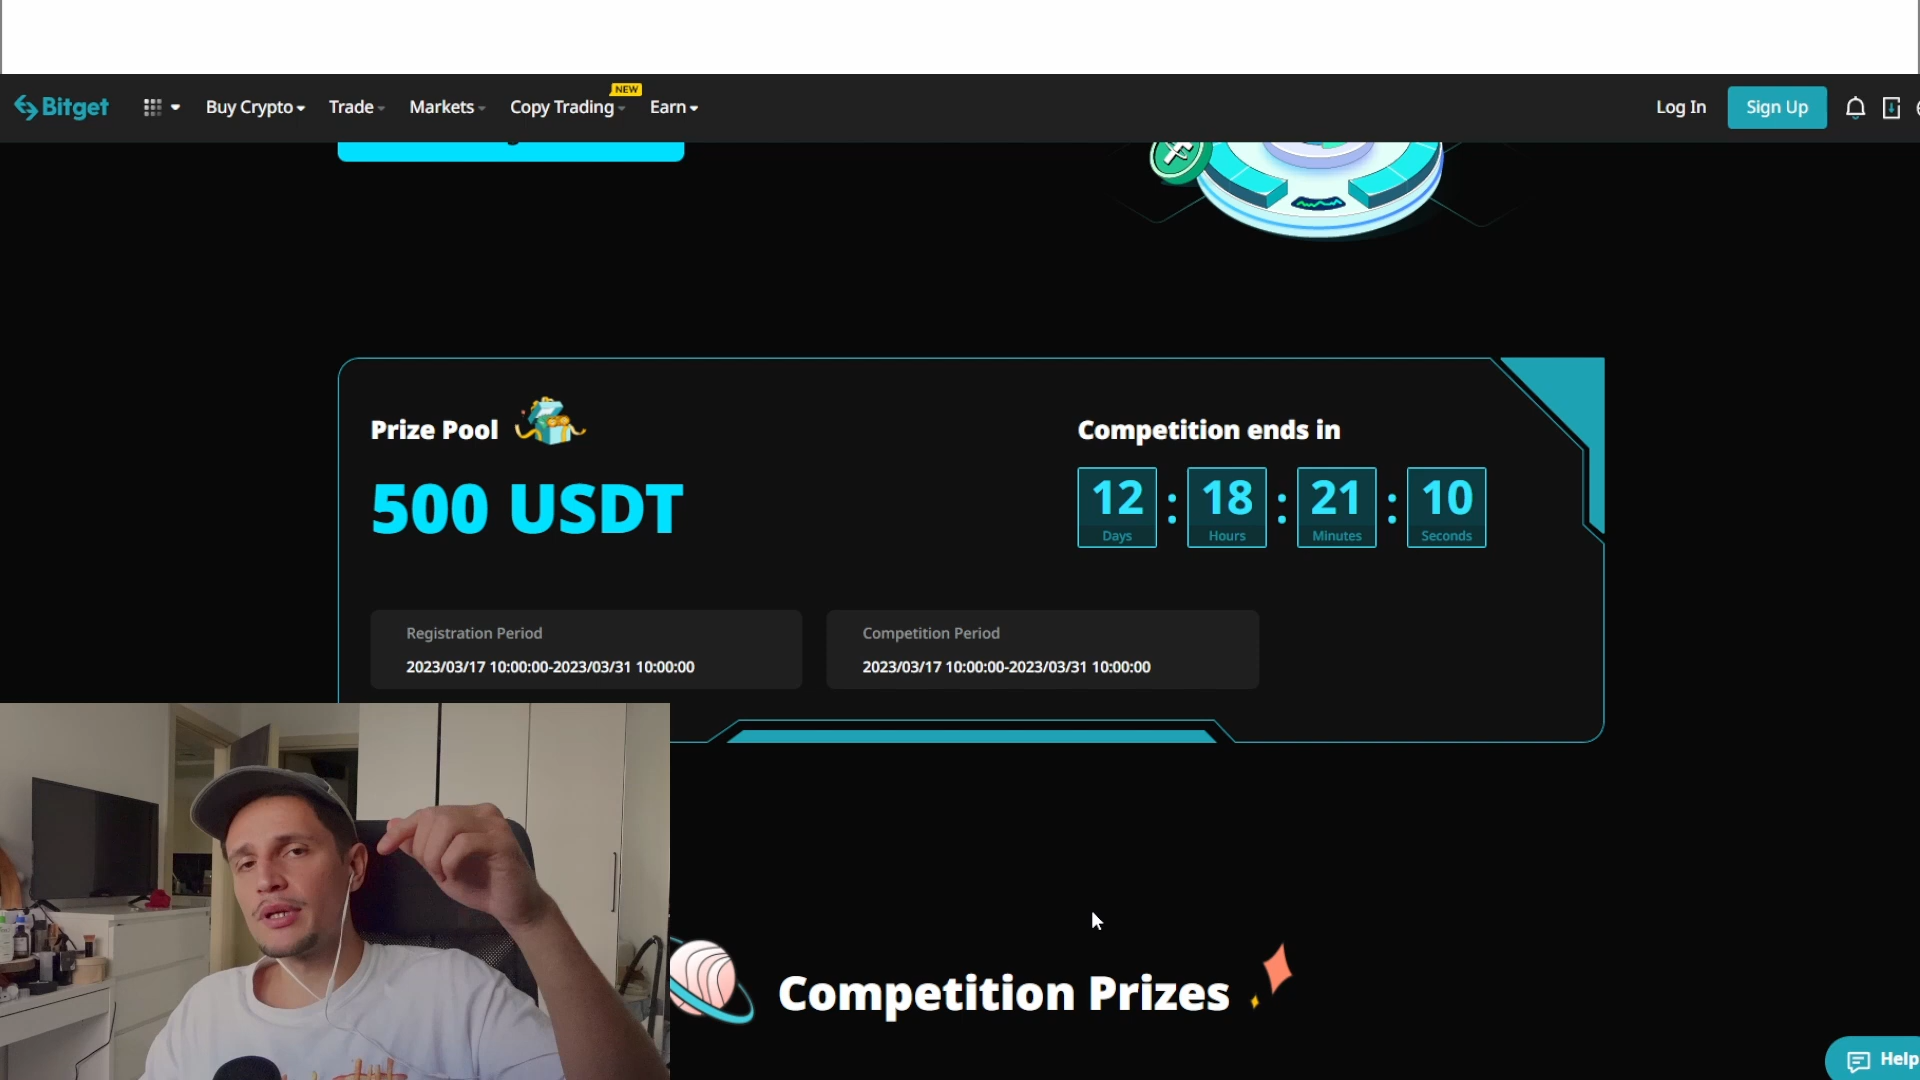 Bitget
Buy Crypto
Trade
Markets
Copy Trading
NEW
Earn
Log In
Sign Up
Prize Pool
500 USDT
Competition ends in
12 : 18 : 21 : 10
Days Hours Minutes Seconds
Registration Period
2023/03/17 10:00:00-2023/03/31 10:00:00
Competition Period
2023/03/17 10:00:00-2023/03/31 10:00:00
Competition Prizes
Help